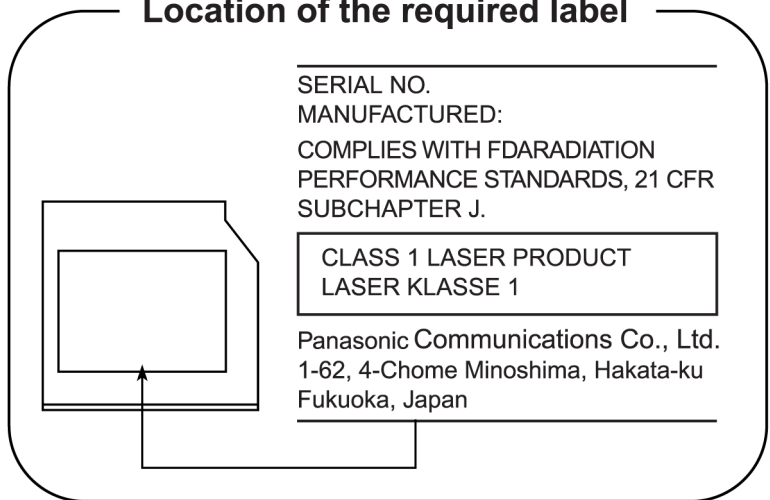 Location of the required label
SERIAL NO.
MANUFACTURED:
COMPLIES WITH FDARADIATION
PERFORMANCE STANDARDS, 21 CFR
SUBCHAPTER J.
CLASS 1 LASER PRODUCT
LASER KLASSE 1
Panasonic Communications Co., Ltd.
1-62, 4-Chome Minoshima, Hakata-ku
Fukuoka, Japan